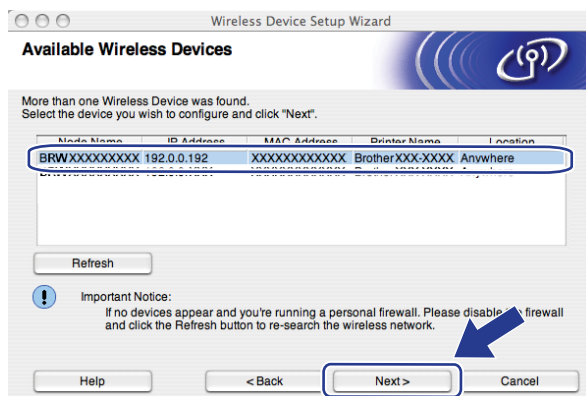 Wireless Device Setup Wizard
Available Wireless Devices
More than one Wireless Device was found.
Select the device you wish to configure and click "Next".
Node Name IP Address MAC Address Printer Name Location
BRWXXXXXXXXX 192.0.0.192 XXXXXXXXXXXX BrotherXXX-XXXX Anywhere
Refresh
Important Notice:
If no devices appear and you're running a personal firewall. Please disable firewall
and click the Refresh button to re-search the wireless network.
Help
< Back
Next >
Cancel